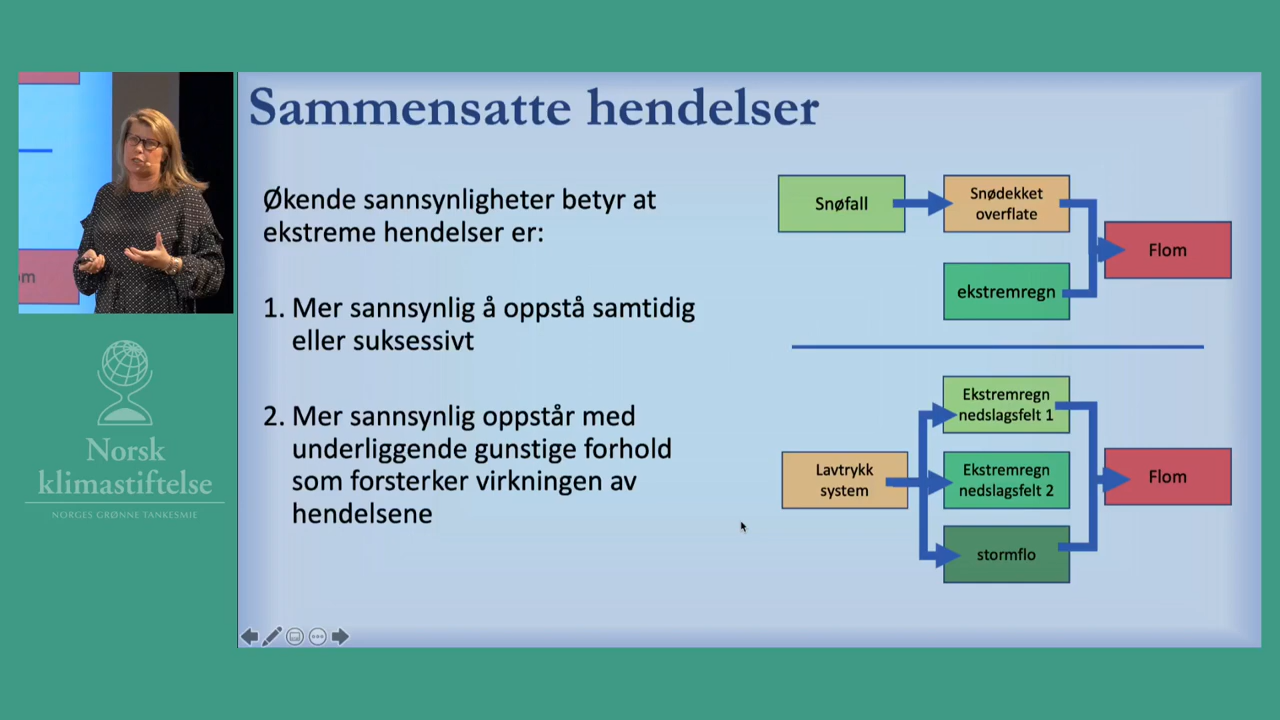 Sammensatte hendelser
Økende sannsynligheter betyr at
ekstreme hendelser er:
1. Mer sannsynlig å oppstå samtidig
eller suksessivt
2. Mer sannsynlig oppstår med
underliggende gunstige forhold
som forsterker virkningen av
hendelsene
Snøfall
Snødekket
overflate
ekstremregn
Flom
Lavtrykk
system
Ekstremregn
nedslagsfelt 1
Ekstremregn
nedslagsfelt 2
stormflo
Flom
om
Norsk
klimastiftelse
NORGES GRØNNE TANKESMIE